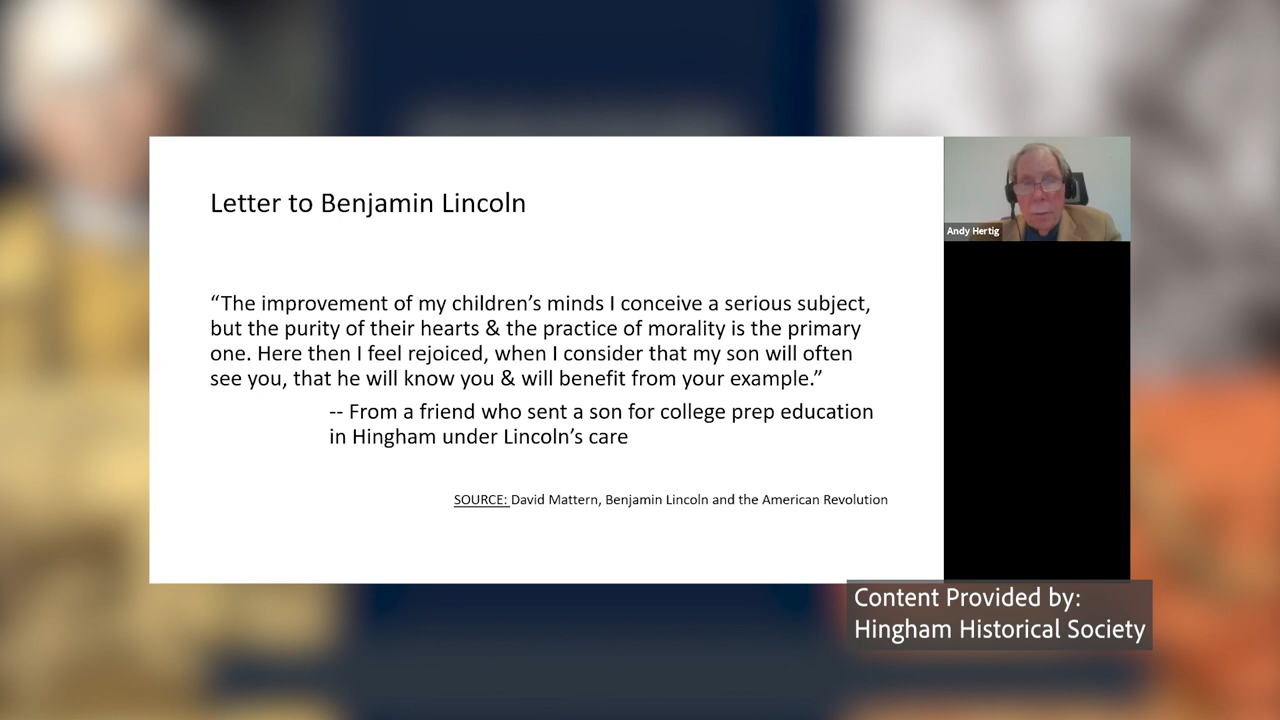 Letter to Benjamin Lincoln
“The improvement of my children’s minds I conceive a serious subject,
but the purity of their hearts & the practice of morality is the primary
one. Here then I feel rejoiced, when I consider that my son will often
see you, that he will know you & will benefit from your example.”
-- From a friend who sent a son for college prep education
in Hingham under Lincoln’s care
SOURCE: David Mattern, Benjamin Lincoln and the American Revolution
Andy Hertig
Content Provided by:
Hingham Historical Society